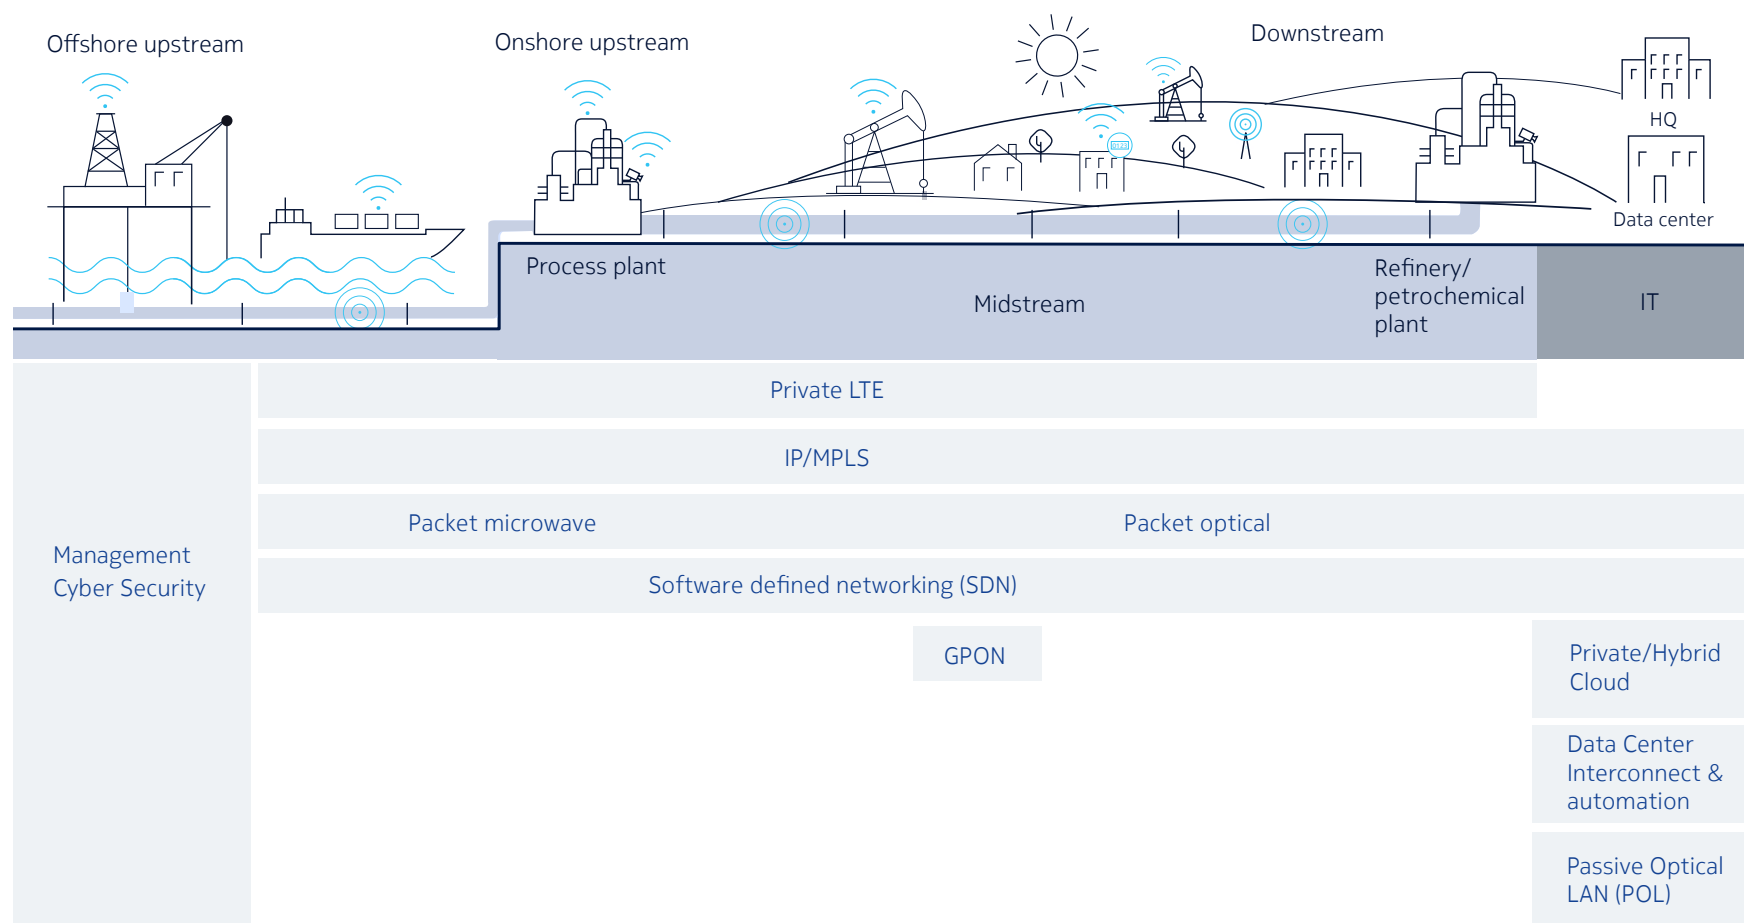 Offshore upstream
Onshore upstream
Downstream
HQ
Data center
Process plant
Midstream
Refinery/
petrochemical
plant
IT
Private LTE
IP/MPLS
Packet microwave
Packet optical
Management
Cyber Security
Software defined networking (SDN)
GPON
Private/Hybrid
Cloud
Data Center
Interconnect &
automation
Passive Optical
LAN (POL)